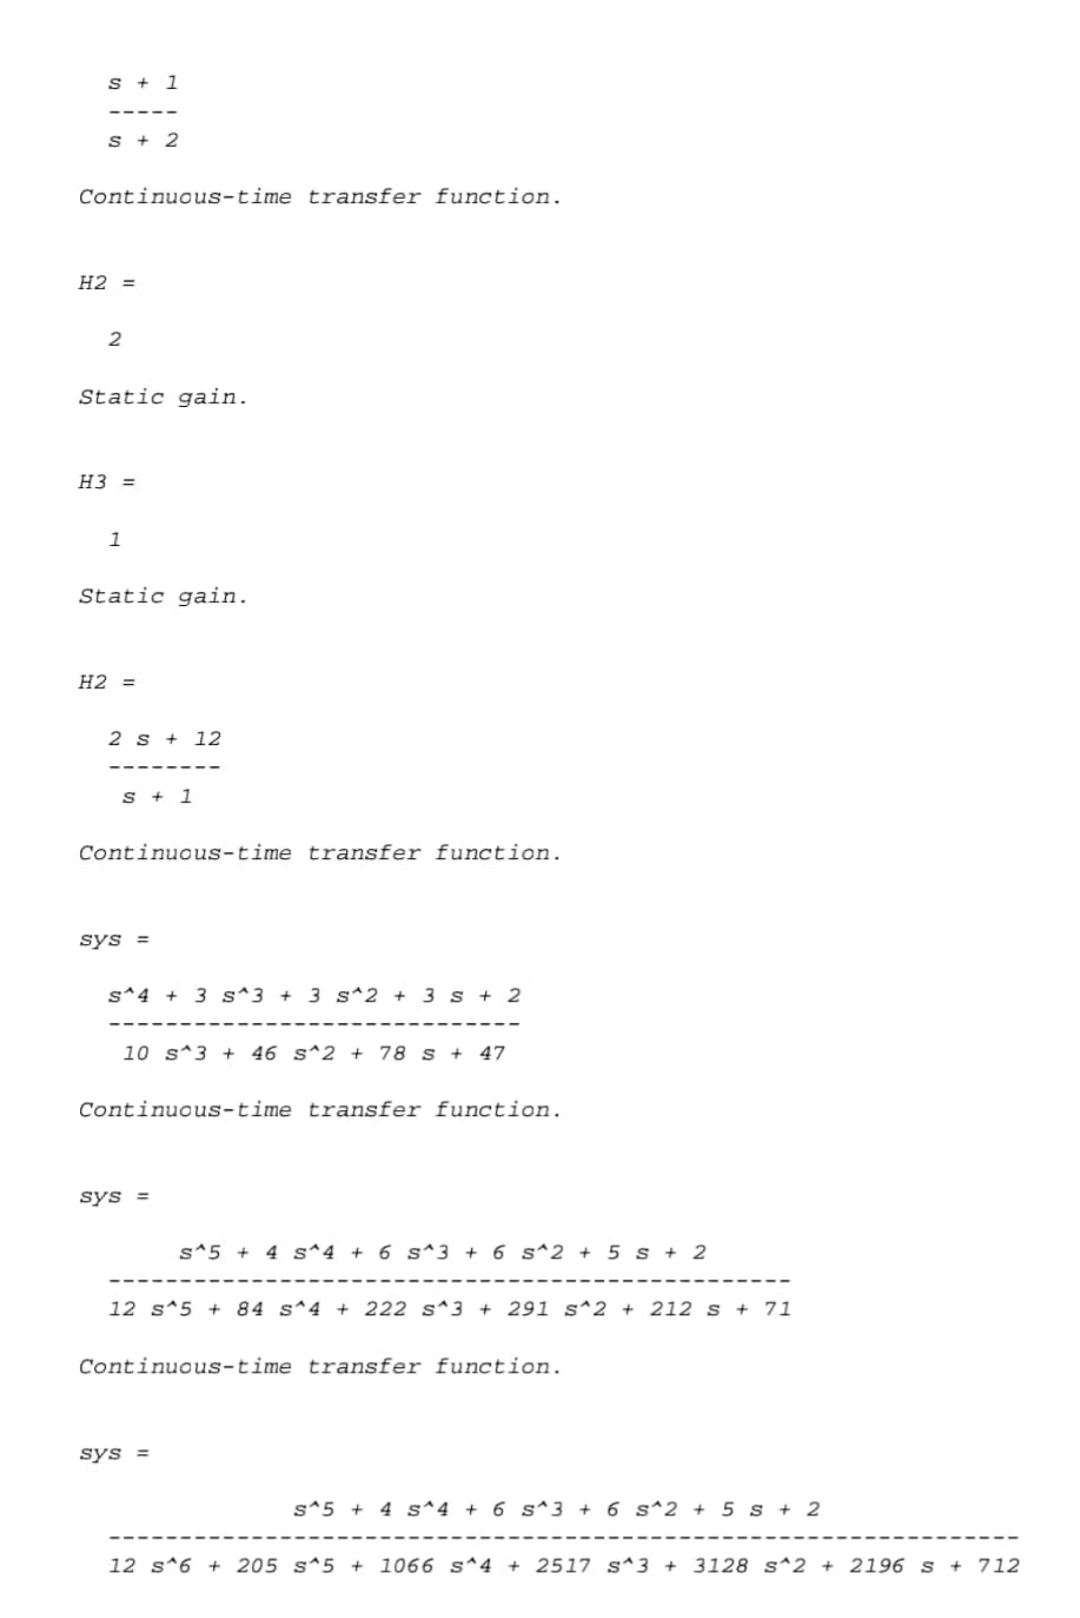 s + 1
-----
s + 2
Continuous-time transfer function.
H2 =
2
Static gain.
H3 =
1
Static gain.
H2 =
2 s + 12
--------
s + 1
Continuous-time transfer function.
sys =
s^4 + 3 s^3 + 3 s^2 + 3 s + 2
-----------------------------
10 s^3 + 46 s^2 + 78 s + 47
Continuous-time transfer function.
sys =
s^5 + 4 s^4 + 6 s^3 + 6 s^2 + 5 s + 2
------------------------------------------------
12 s^5 + 84 s^4 + 222 s^3 + 291 s^2 + 212 s + 71
Continuous-time transfer function.
sys =
s^5 + 4 s^4 + 6 s^3 + 6 s^2 + 5 s + 2
----------------------------------------------------------------
12 s^6 + 205 s^5 + 1066 s^4 + 2517 s^3 + 3128 s^2 + 2196 s + 712